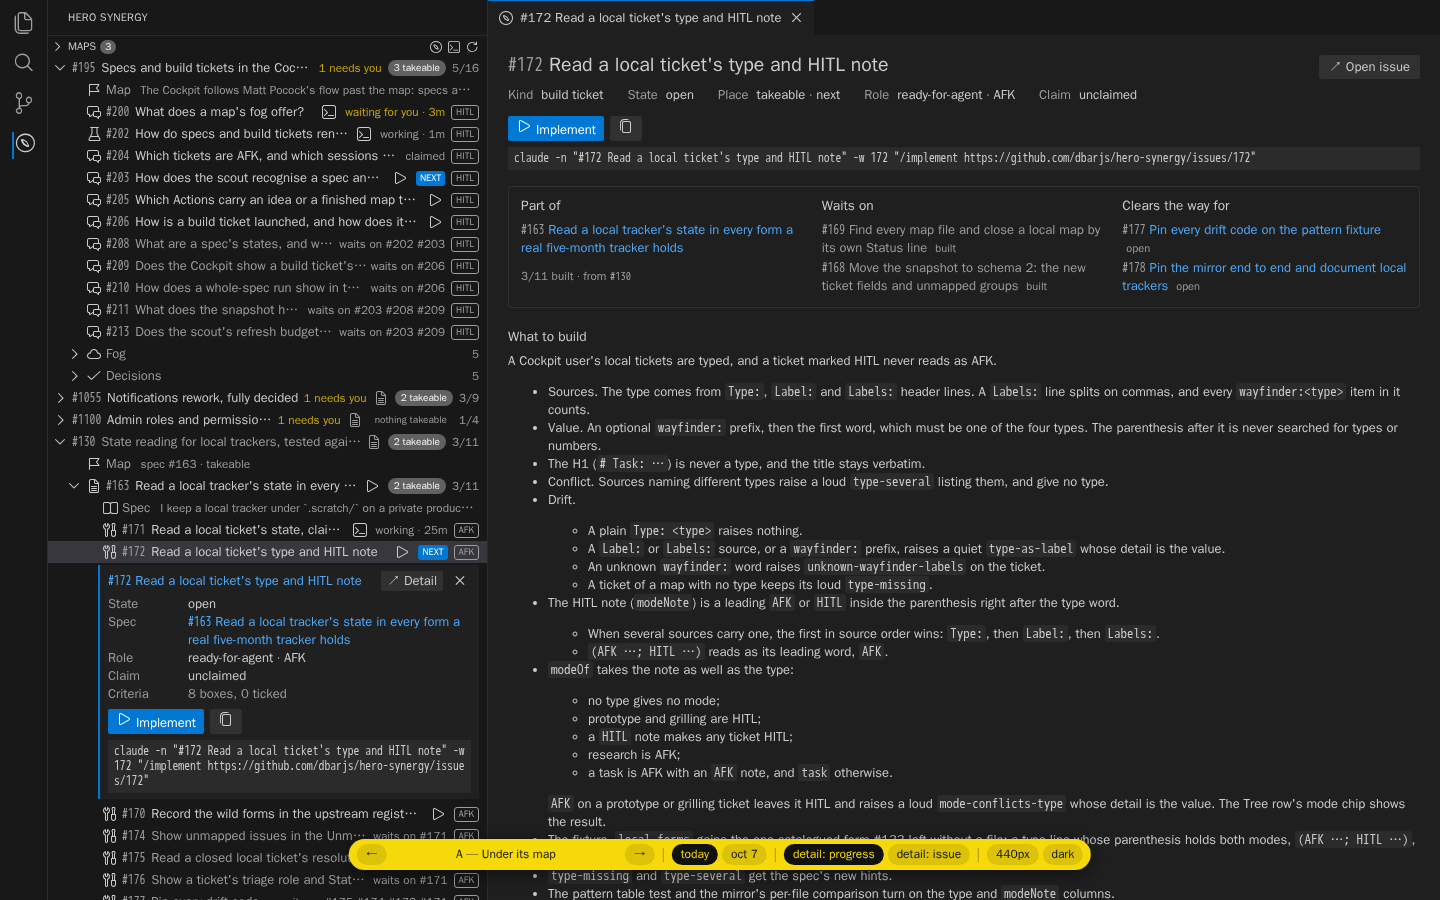 HERO SYNERGY
MAPS 3
#195 Specs and build tickets in the Coc··· 1 needs you 3 takeable 5/16
Map The Cockpit follows Matt Pocock's flow past the map: specs a···
#200 What does a map's fog offer? waiting for you · 3m HITL
#202 How do specs and build tickets ren··· working · 1m HITL
#204 Which tickets are AFK, and which sessions ··· claimed HITL
#203 How does the scout recognise a spec an··· NEXT HITL
#205 Which Actions carry an idea or a finished map t··· HITL
#206 How is a build ticket launched, and how does it··· HITL
#208 What are a spec's states, and w··· waits on #202 #203 HITL
#209 Does the Cockpit show a build ticket's··· waits on #206 HITL
#210 How does a whole-spec run show in t··· waits on #206 HITL
#211 What does the snapshot h··· waits on #203 #208 #209 HITL
#213 Does the scout's refresh budget··· waits on #203 #209 HITL
Fog 5
Decisions 5
#1055 Notifications rework, fully decided 1 needs you 2 takeable 3/9
#1100 Admin roles and permissio··· 1 needs you nothing takeable 1/4
#130 State reading for local trackers, tested agai··· 2 takeable 3/11
Map spec #163 · takeable
#163 Read a local tracker's state in every ··· 2 takeable 3/11
Spec I keep a local tracker under `.scratch/` on a private produc···
#171 Read a local ticket's state, clai··· working · 25m AFK
#172 Read a local ticket's type and HITL note NEXT AFK
#172 Read a local ticket's type and HITL note ↗ Detail ×
State open
Spec #163 Read a local tracker's state in every form a
real five-month tracker holds
Role ready-for-agent · AFK
Claim unclaimed
Criteria 8 boxes, 0 ticked
Implement
claude -n "#172 Read a local ticket's type and HITL note" -w
172 "/implement https://github.com/dbarjs/hero-synergy/issue
s/172"
#170 Record the wild forms in the upstream regist··· AFK
#174 Show unmapped issues in the Unm··· waits on #171 AFK
#175 Read a closed local ticket's resolut
#176 Show a ticket's triage role and Stat··· waits on #171 AFK
#172 Read a local ticket's type and HITL note ×
#172 Read a local ticket's type and HITL note
↗ Open issue
Kind build ticket State open Place takeable · next Role ready-for-agent · AFK Claim unclaimed
Implement
claude -n "#172 Read a local ticket's type and HITL note" -w 172 "/implement https://github.com/dbarjs/hero-synergy/issues/172"
Part of
#163 Read a local tracker's state in every form a
real five-month tracker holds
3/11 built · from #130
Waits on
#169 Find every map file and close a local map by
its own Status line built
#168 Move the snapshot to schema 2: the new
ticket fields and unmapped groups built
Clears the way for
#177 Pin every drift code on the pattern fixture
open
#178 Pin the mirror end to end and document local
trackers open
What to build
A Cockpit user's local tickets are typed, and a ticket marked HITL never reads as AFK.
• Sources. The type comes from Type:, Label: and Labels: header lines. A Labels: line splits on commas, and every wayfinder:<type> item in it
counts.
• Value. An optional wayfinder: prefix, then the first word, which must be one of the four types. The parenthesis after it is never searched for types or
numbers.
• The H1 (# Task: ···) is never a type, and the title stays verbatim.
• Conflict. Sources naming different types raise a loud type-several listing them, and give no type.
• Drift.
◦ A plain Type: <type> raises nothing.
◦ A Label: or Labels: source, or a wayfinder: prefix, raises a quiet type-as-label whose detail is the value.
◦ An unknown wayfinder: word raises unknown-wayfinder-labels on the ticket.
◦ A ticket of a map with no type keeps its loud type-missing.
• The HITL note (modeNote) is a leading AFK or HITL inside the parenthesis right after the type word.
◦ When several sources carry one, the first in source order wins: Type:, then Label:, then Labels:.
◦ (AFK ···; HITL ···) reads as its leading word, AFK.
• modeOf takes the note as well as the type:
◦ no type gives no mode;
◦ prototype and grilling are HITL;
◦ a HITL note makes any ticket HITL;
◦ research is AFK;
◦ a task is AFK with an AFK note, and task otherwise.
AFK on a prototype or grilling ticket leaves it HITL and raises a loud mode-conflicts-type whose detail is the value. The Tree row's mode chip shows
the result.
• The fixture local-forms gains the one catalogued form #132 left without a file: a type line whose parenthesis holds both modes, (AFK ···; HITL ···),
← A — Under its map → | today oct 7 | detail: progress detail: issue | 440px dark
type-missing and type-several get the spec's new hints.
• The pattern table test and the mirror's per-file comparison turn on the type and modeNote columns.